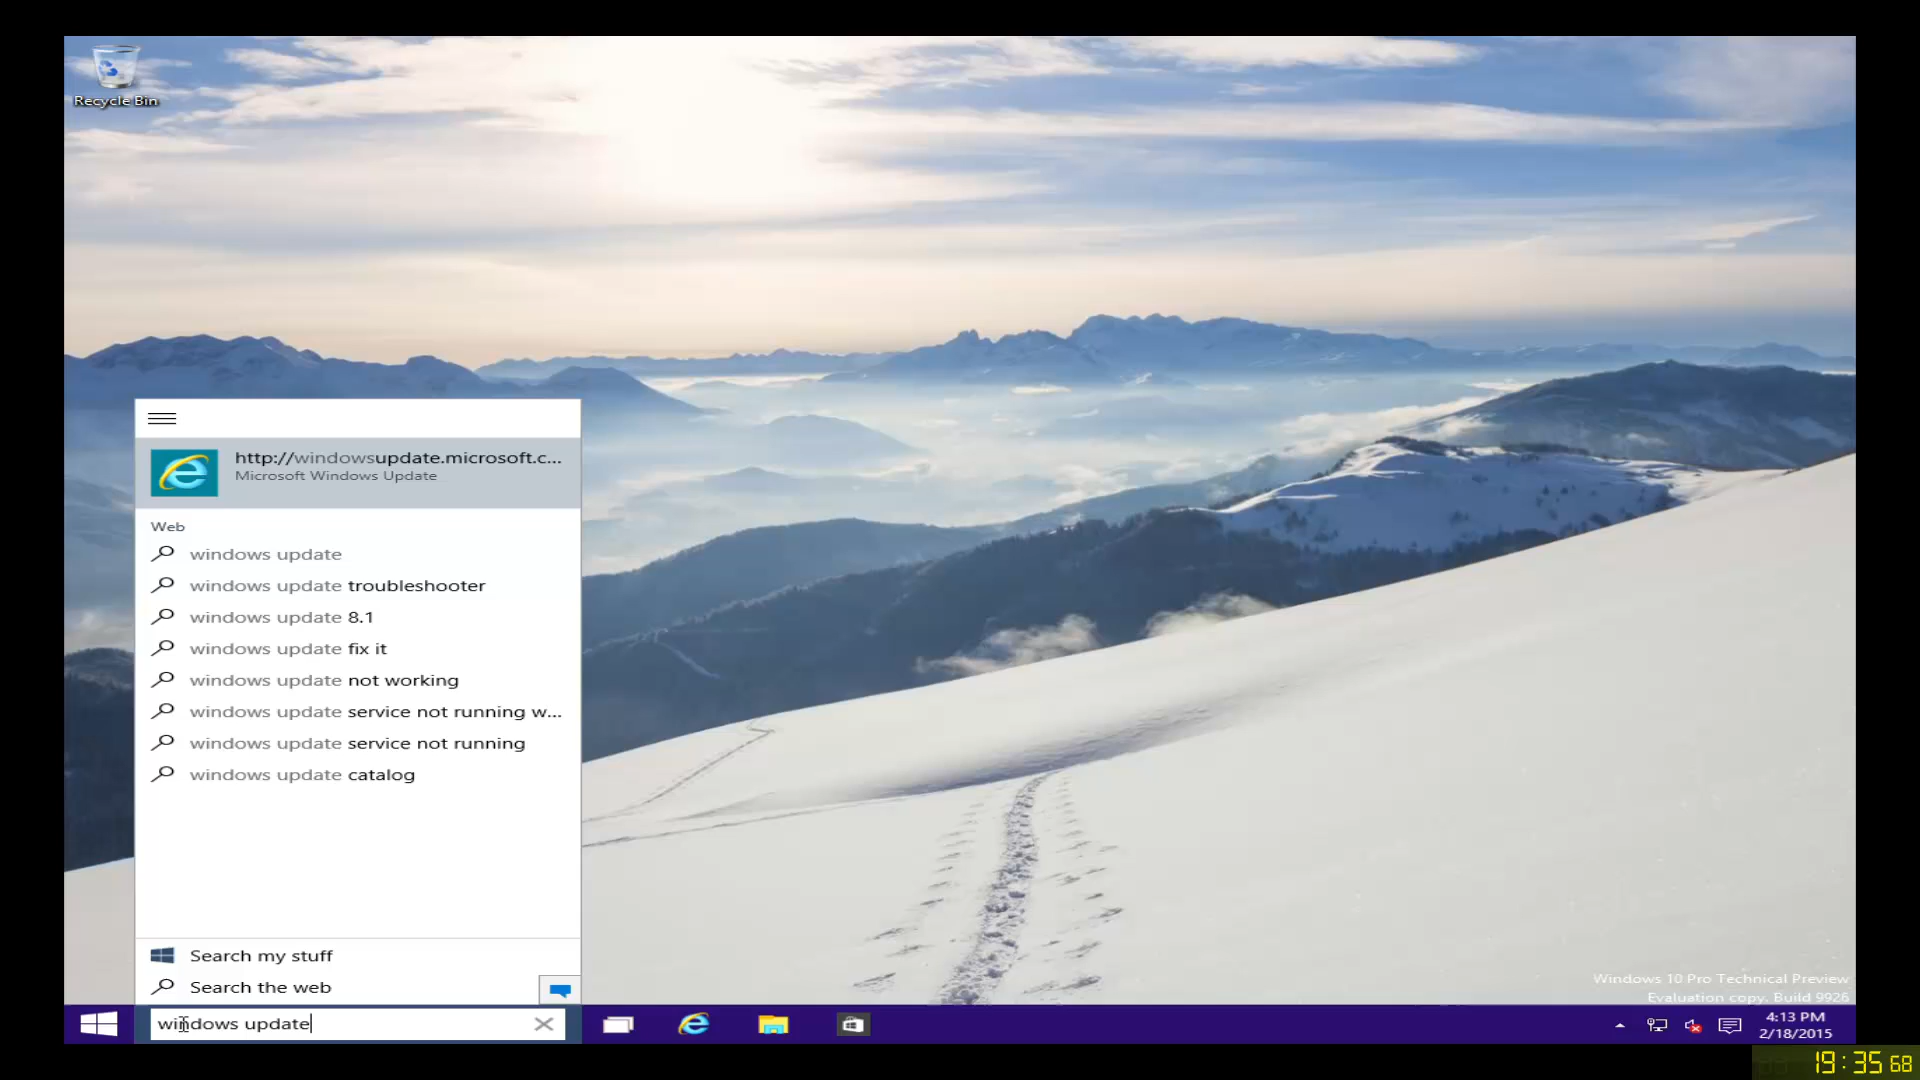 Recycle Bin
http://windowsupdate.microsoft.c...
Microsoft Windows Update
Web
windows update
windows update troubleshooter
windows update 8.1
windows update fix it
windows update not working
windows update service not running w...
windows update service not running
windows update catalog
Search my stuff
Search the web
windows update
Windows 10 Pro Technical Preview
Evaluation copy. Build 9926
4:13 PM
2/18/2015
19:35 68